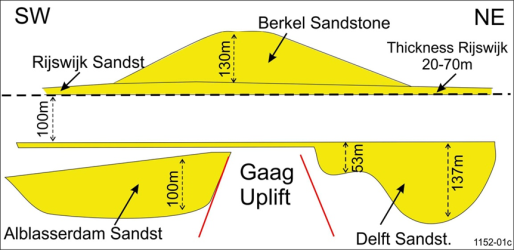 SW
NE
Berkel Sandstone
Rijswijk Sandst
Thickness Rijswijk
20-70m
130m
100m
53m
137m
100m
Gaag
Uplift
Alblasserdam Sandst
Delft Sandst.
1152-01c